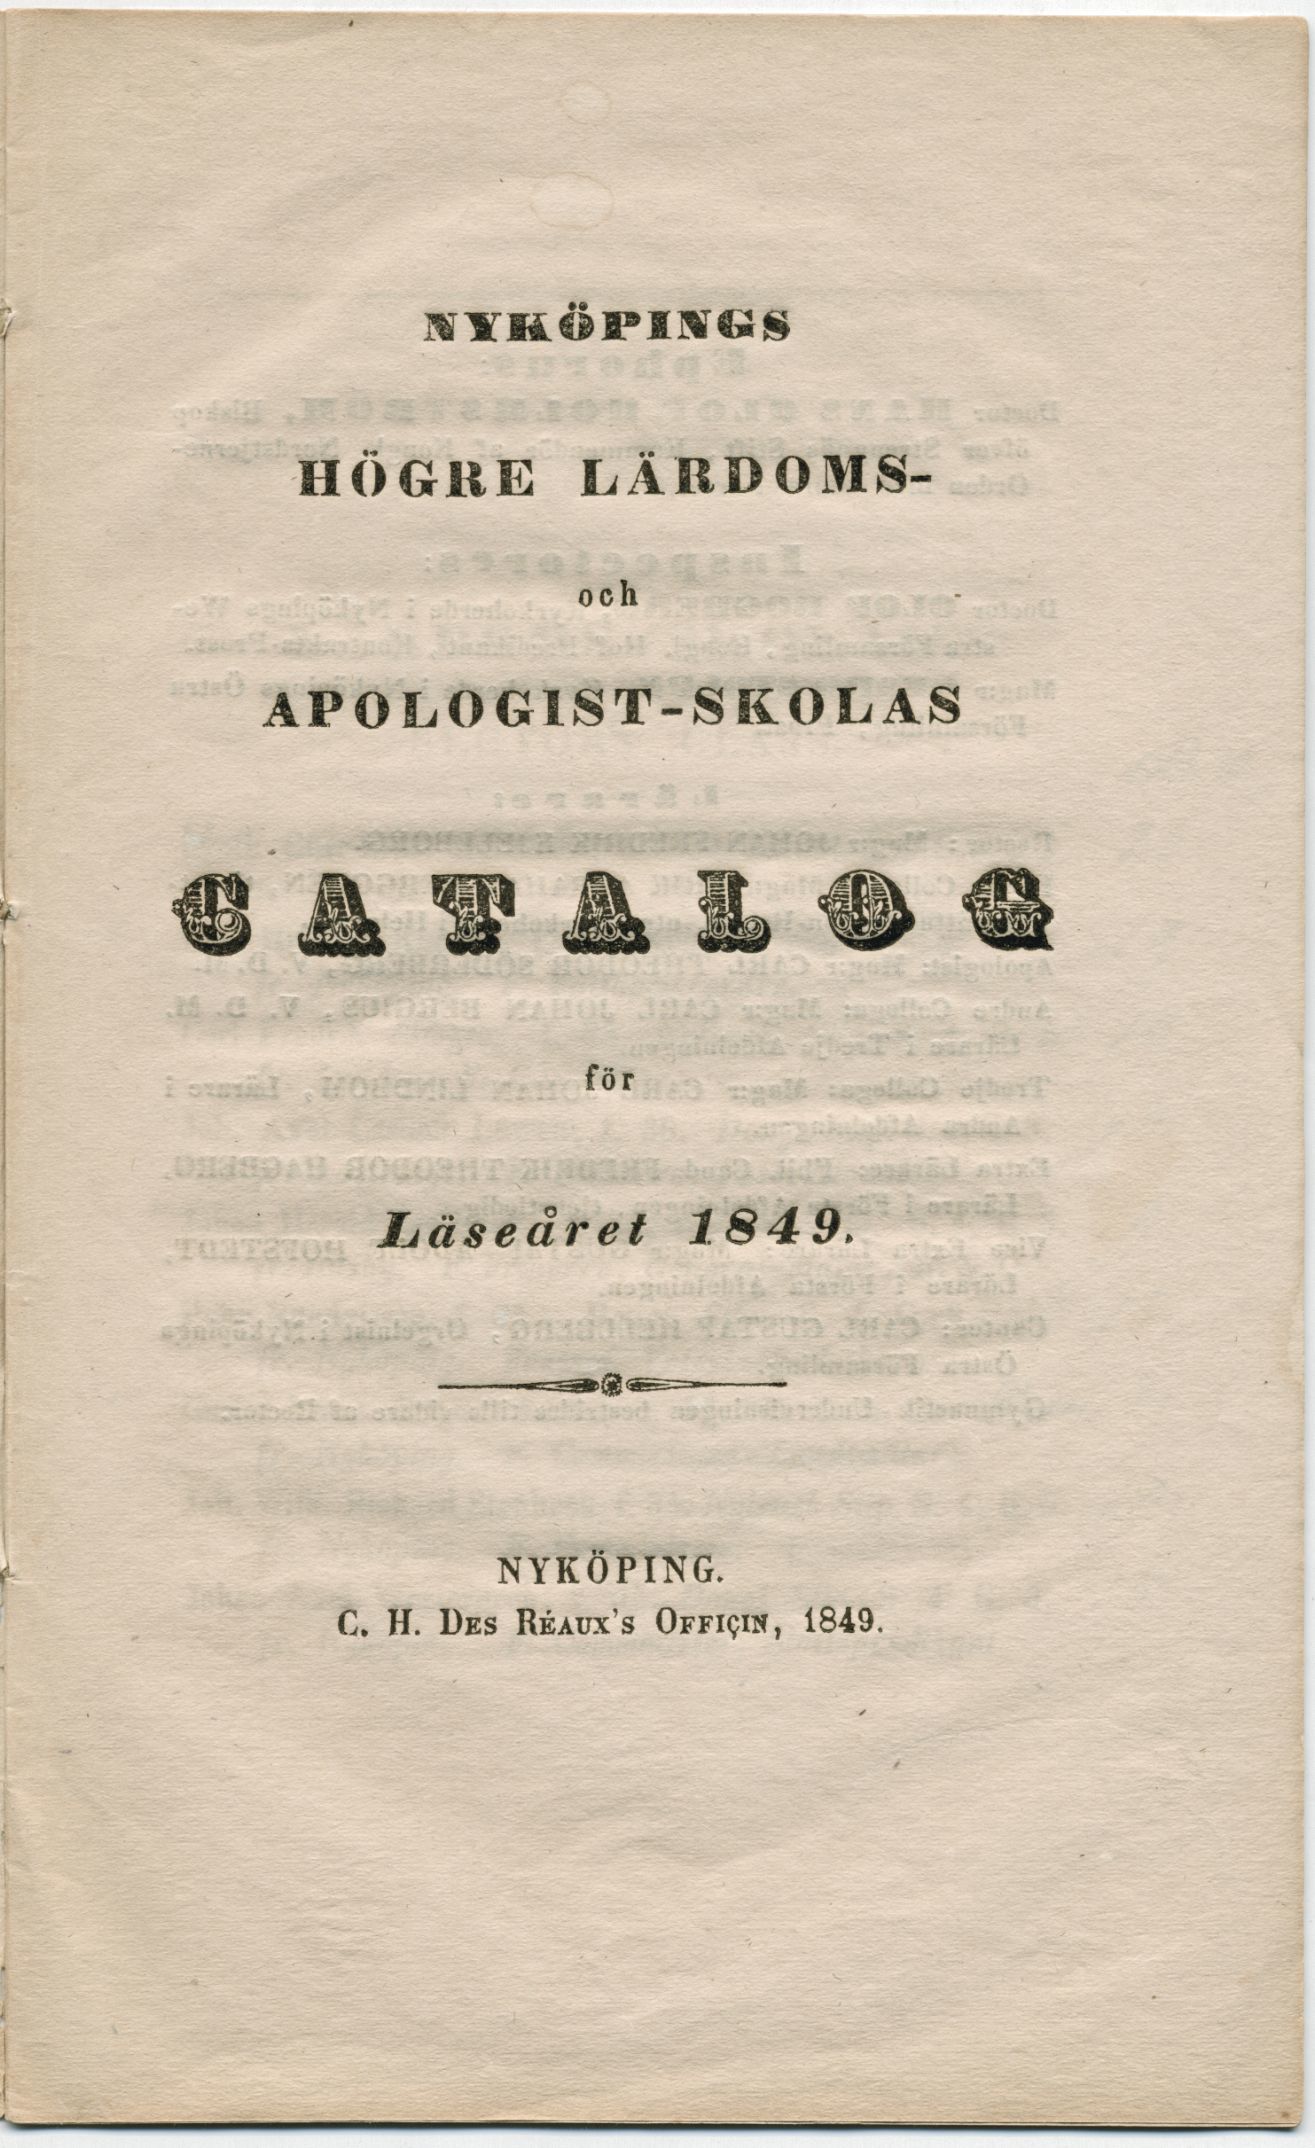 NYKÖPINGS
HÖGRE LÄRDOMS-
och
APOLOGIST-SKOLAS
CATALOG
för
Läseåret 1849.
NYKÖPING.
C. H. DES RÉAUX'S OFFIÇIN, 1849.